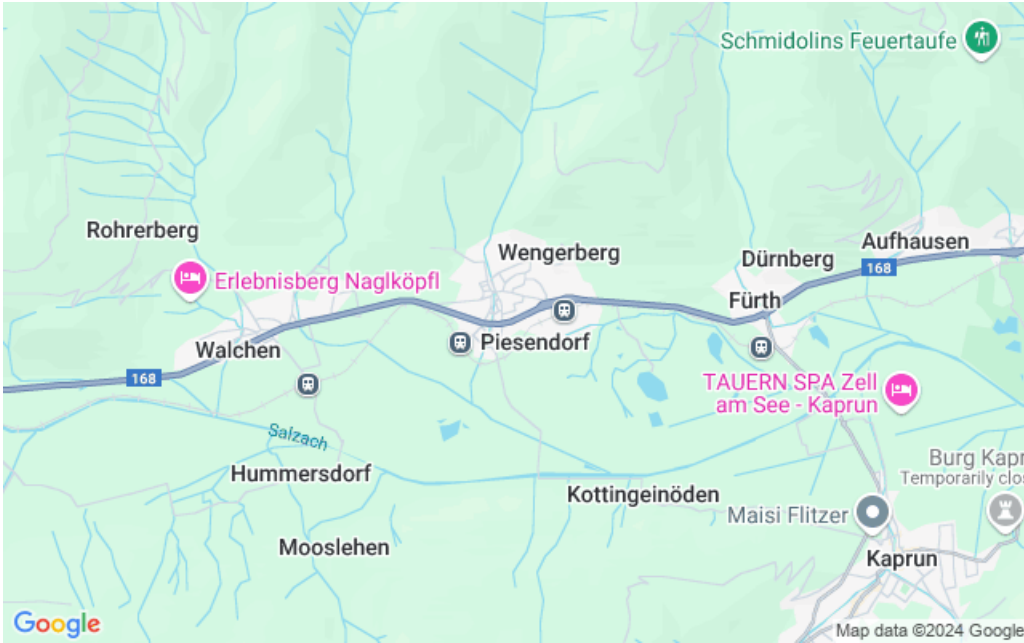 Schmidolins Feuertaufe
Rohrerberg
Wengerberg
Aufhausen
Dürnberg
168
Erlebnisberg Naglköpfl
Fürth
Walchen
Piesendorf
168
TAUERN SPA Zell
am See - Kaprun
Salzach
Hummersdorf
Burg Kapr
Temporarily clos
Kottingeinöden
Maisi Flitzer
Mooslehen
Kaprun
Google
Map data ©2024 Google